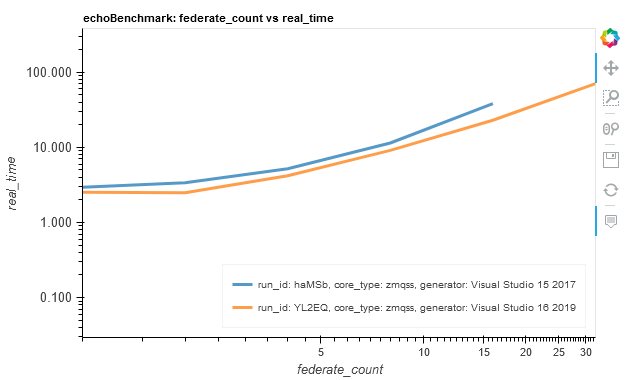 echoBenchmark: federate_count vs real_time
100.000
10.000
1.000
0.100
real_time
run_id: haMSb, core_type: zmqss, generator: Visual Studio 15 2017
run_id: YL2EQ, core_type: zmqss, generator: Visual Studio 16 2019
5 10 15 20 25 30
federate_count